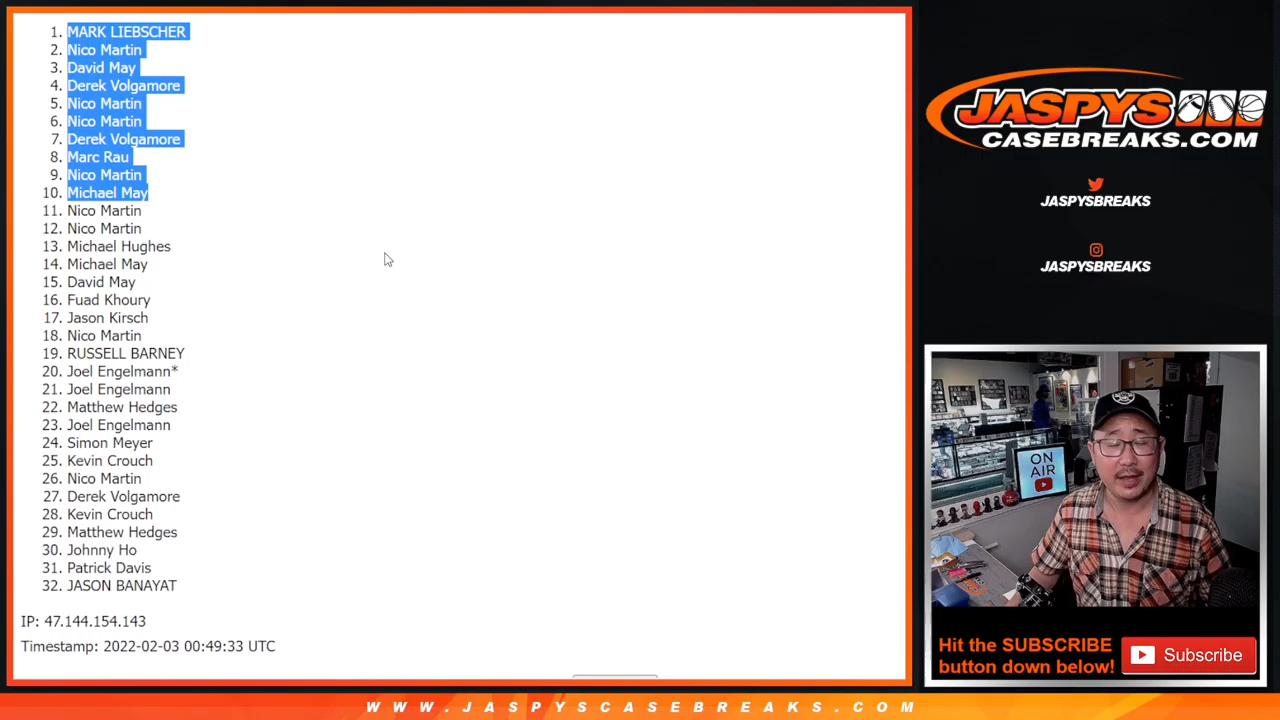 1. MARK LIEBSCHER
2. Nico Martin
3. David May
4. Derek Volgamore
5. Nico Martin
6. Nico Martin
7. Derek Volgamore
8. Marc Rau
9. Nico Martin
10. Michael May
11. Nico Martin
12. Nico Martin
13. Michael Hughes
14. Michael May
15. David May
16. Fuad Khoury
17. Jason Kirsch
18. Nico Martin
19. RUSSELL BARNEY
20. Joel Engelmann*
21. Joel Engelmann
22. Matthew Hedges
23. Joel Engelmann
24. Simon Meyer
25. Kevin Crouch
26. Nico Martin
27. Derek Volgamore
28. Kevin Crouch
29. Matthew Hedges
30. Johnny Ho
31. Patrick Davis
32. JASON BANAYAT
IP: 47.144.154.143
Timestamp: 2022-02-03 00:49:33 UTC
JASPYS
CASEBREAKS.COM
JASPYSBREAKS
JASPYSBREAKS
ON
AIR
Hit the SUBSCRIBE
button down below!
Subscribe
WWW.JASPYSCASEBREAKS.COM